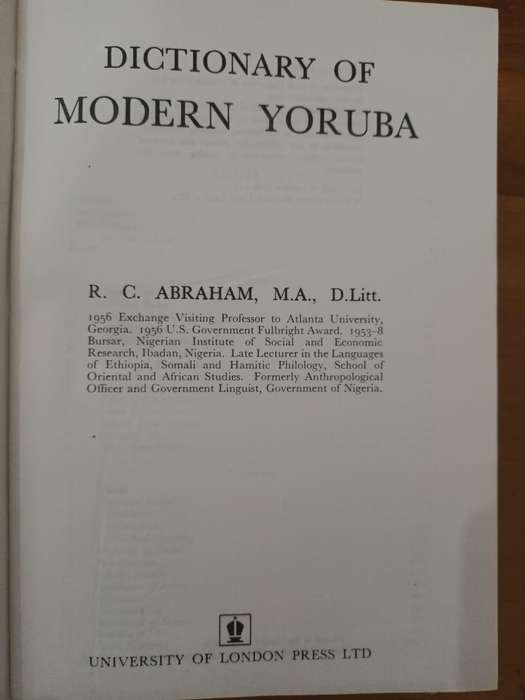 DICTIONARY OF
MODERN YORUBA
R. C. ABRAHAM, M.A., D.Litt.
1956 Exchange Visiting Professor to Atlanta University,
Georgia. 1956 U.S. Government Fulbright Award. 1953–8
Bursar, Nigerian Institute of Social and Economic
Research, Ibadan, Nigeria. Late Lecturer in the Languages
of Ethiopia, Somali and Hamitic Philology, School of
Oriental and African Studies. Formerly Anthropological
Officer and Government Linguist, Government of Nigeria.
UNIVERSITY OF LONDON PRESS LTD